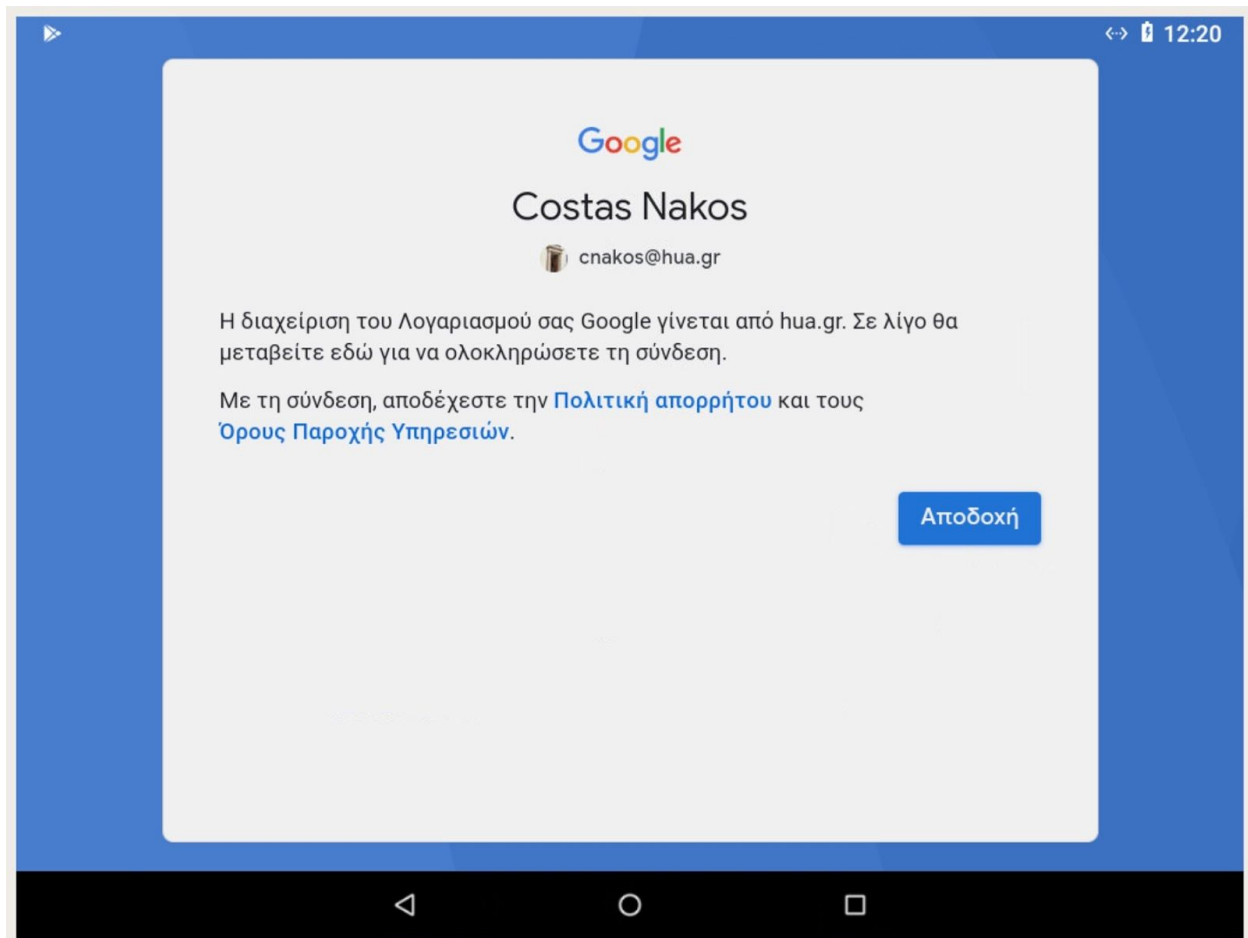 12:20
Google
Costas Nakos
cnakos@hua.gr
Η διαχείριση του Λογαριασμού σας Google γίνεται από hua.gr. Σε λίγο θα
μεταβείτε εδώ για να ολοκληρώσετε τη σύνδεση.
Με τη σύνδεση, αποδέχεστε την Πολιτική απορρήτου και τους
Όρους Παροχής Υπηρεσιών.
Αποδοχή